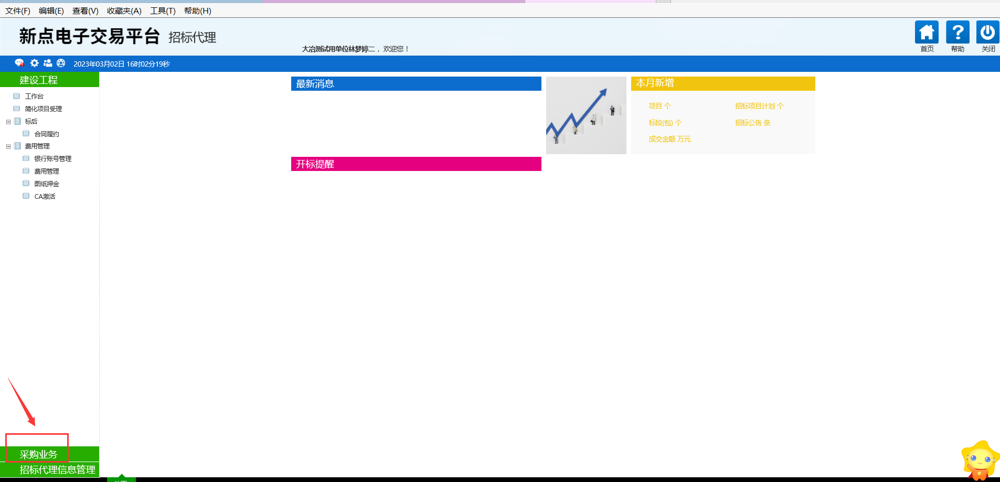 文件(F) 编辑(E) 查看(V) 收藏夹(A) 工具(T) 帮助(H)
新点电子交易平台 招标代理
大冶测试用单位林梦婷二， 欢迎您！
首页 帮助 关闭
2023年03月02日 16时02分19秒
建设工程
工作台
简化项目受理
标后
合同履约
费用管理
银行账号管理
费用管理
图纸押金
CA激活
采购业务
招标代理信息管理
最新消息
开标提醒
本月新增
项目 个 招标项目计划 个
标段(包) 个 招标公告 条
成交金额 万元